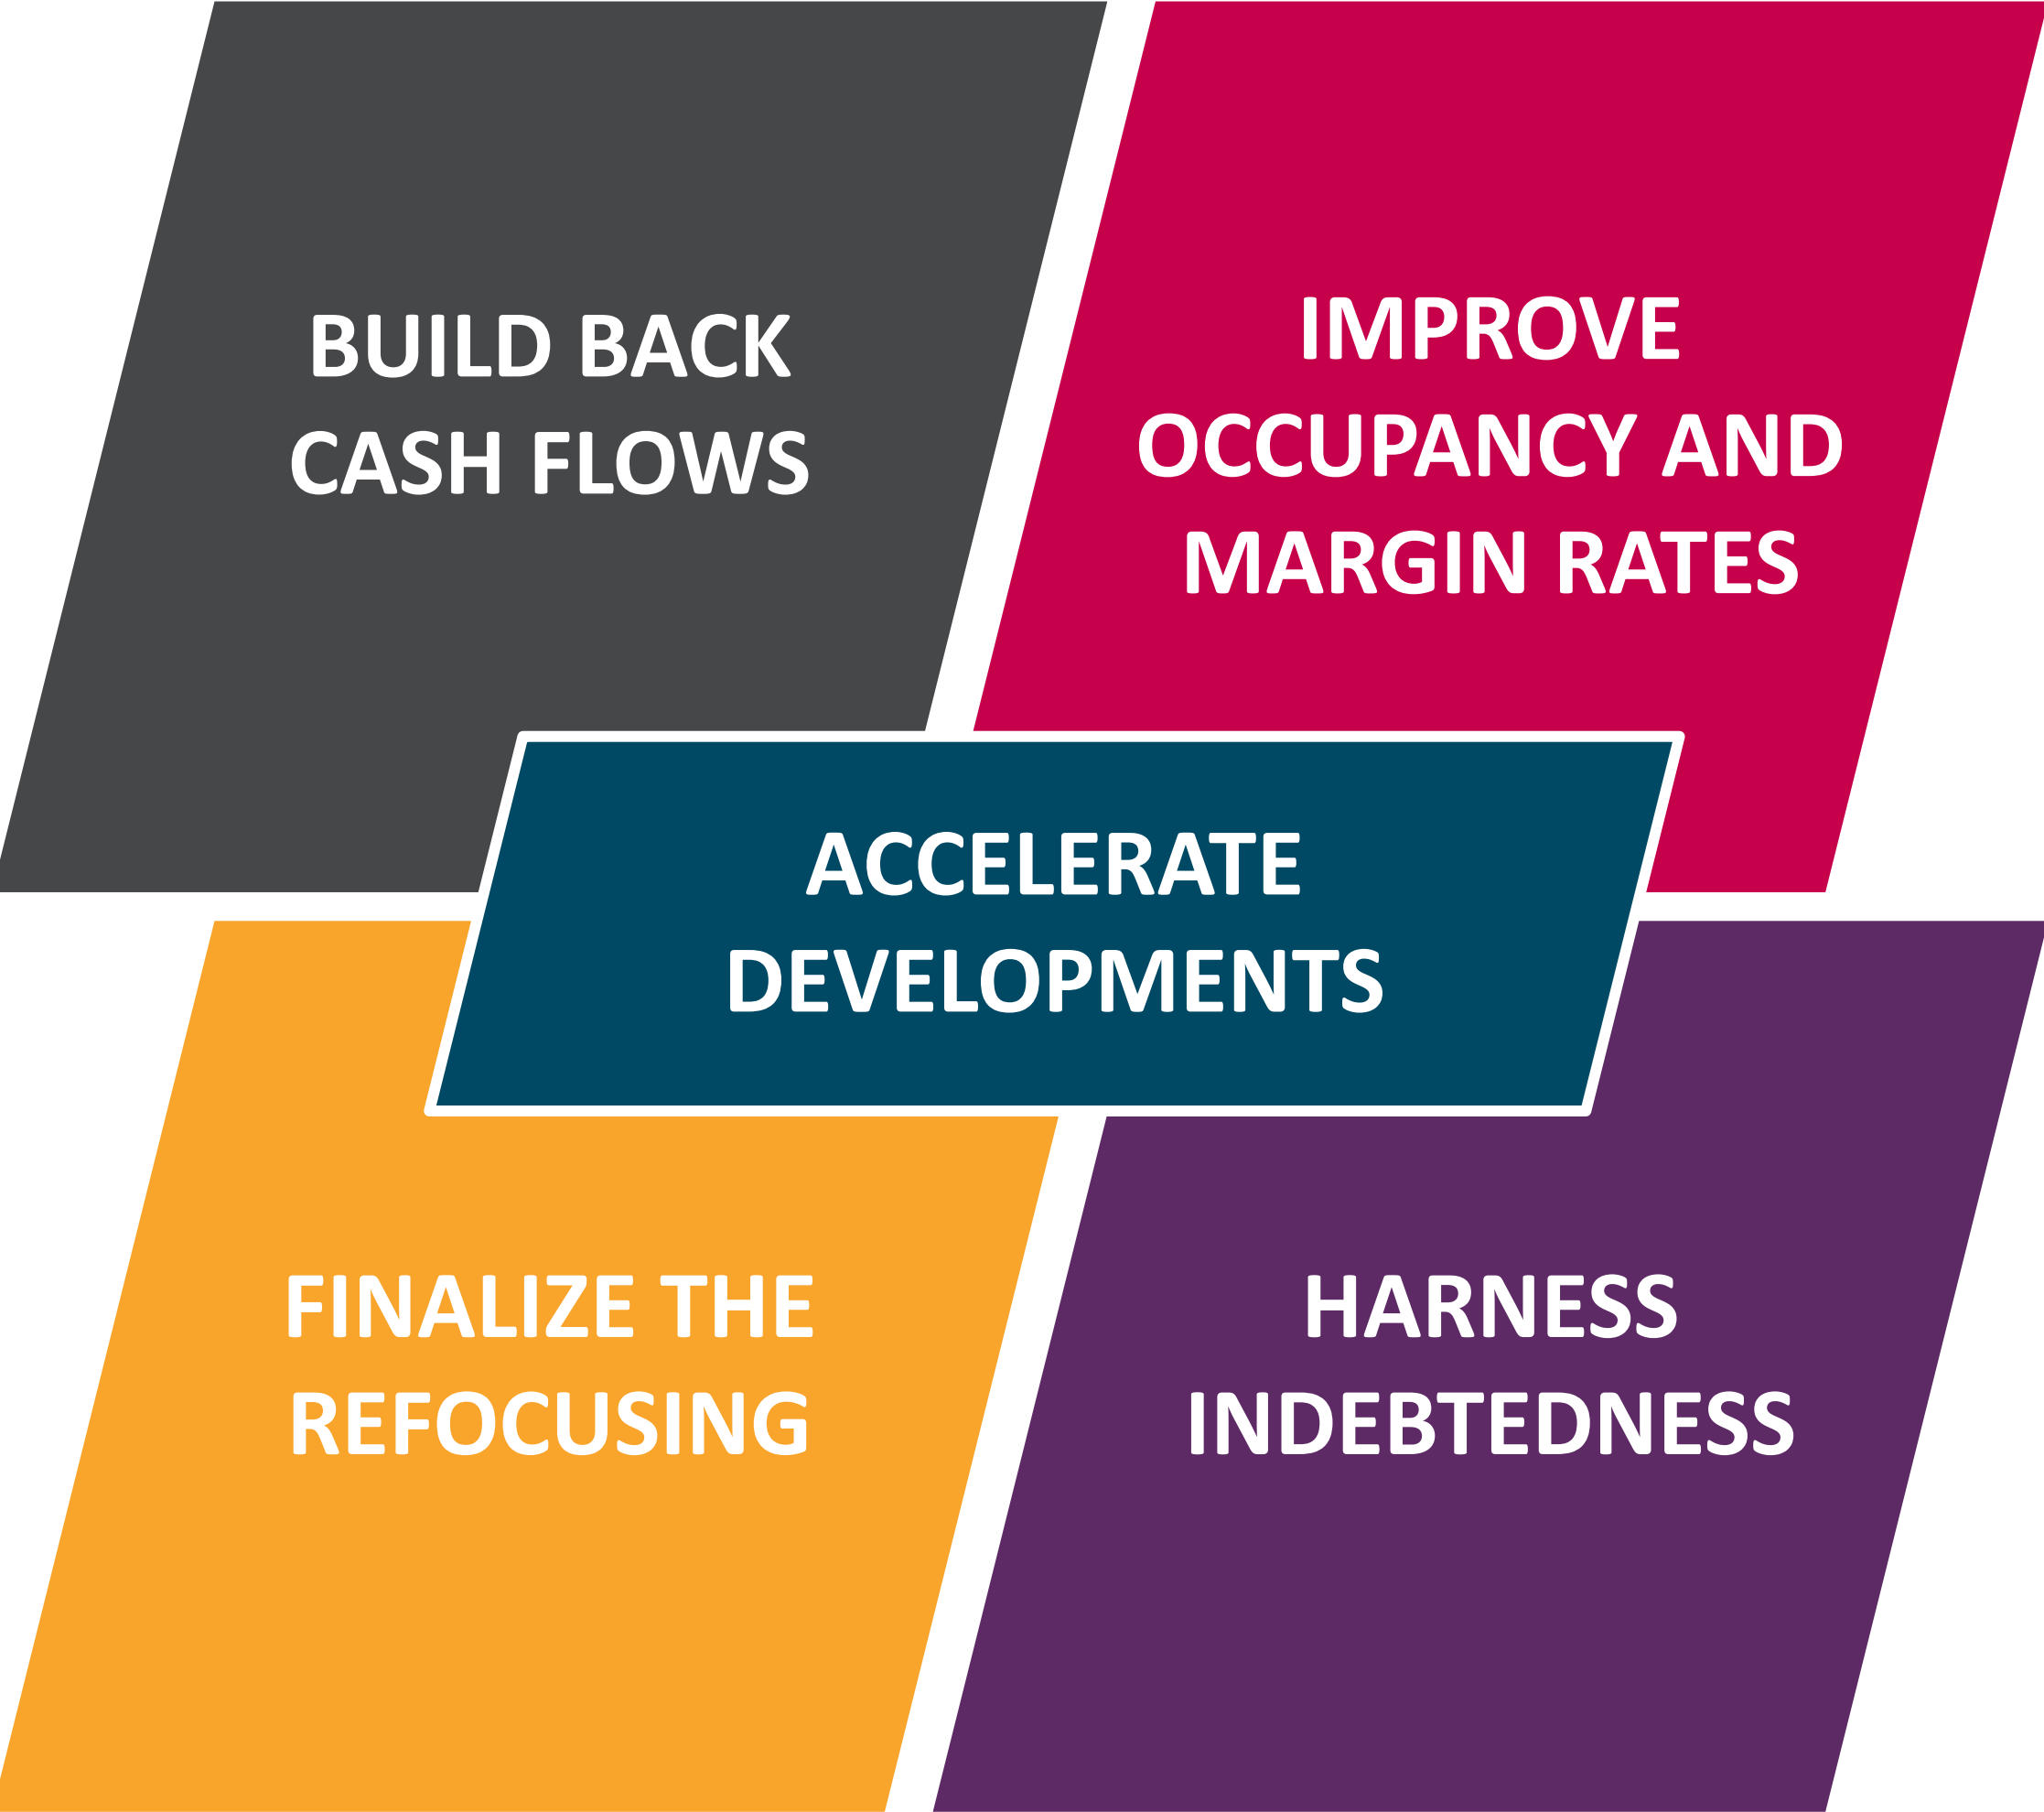 BUILD BACK
CASH FLOWS
IMPROVE
OCCUPANCY AND
MARGIN RATES
ACCELERATE
DEVELOPMENTS
FINALIZE THE
REFOCUSING
HARNESS
INDEBTEDNESS